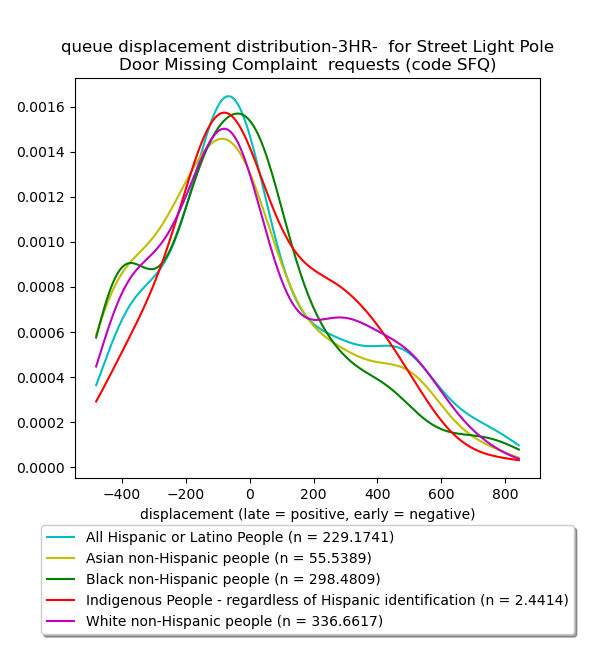 queue displacement distribution-3HR-  for Street Light Pole
Door Missing Complaint  requests (code SFQ)
0.0016
0.0014
0.0012
0.0010
0.0008
0.0006
0.0004
0.0002
0.0000
−400 −200 0 200 400 600 800
displacement (late = positive, early = negative)
All Hispanic or Latino People (n = 229.1741)
Asian non-Hispanic people (n = 55.5389)
Black non-Hispanic people (n = 298.4809)
Indigenous People - regardless of Hispanic identification (n = 2.4414)
White non-Hispanic people (n = 336.6617)